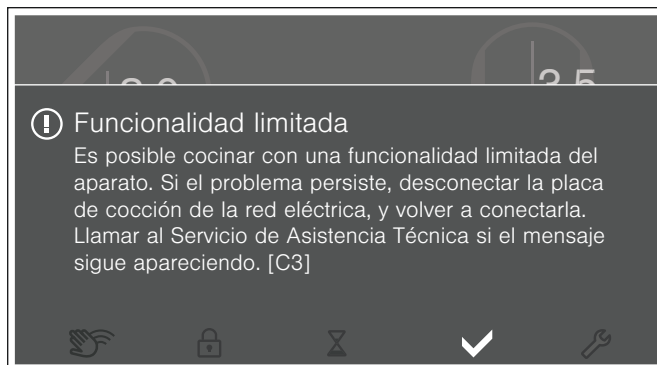 3.5
Funcionalidad limitada
Es posible cocinar con una funcionalidad limitada del
aparato. Si el problema persiste, desconectar la placa
de cocción de la red eléctrica, y volver a conectarla.
Llamar al Servicio de Asistencia Técnica si el mensaje
sigue apareciendo. [C3]